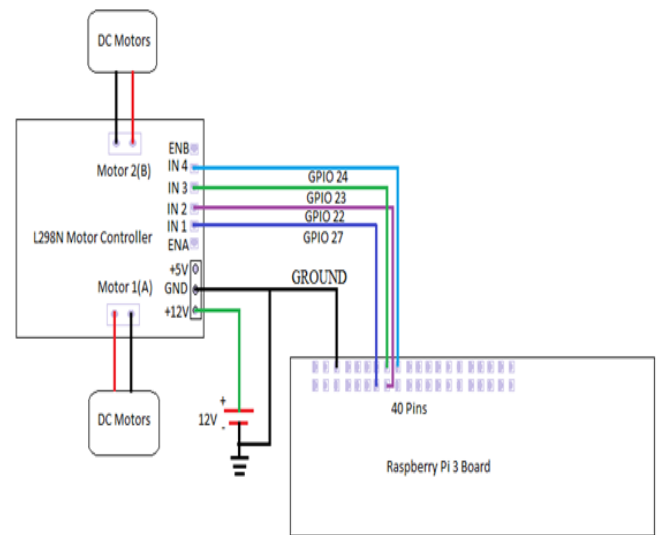 DC Motors
ENB
Motor 2(B)
IN 4
GPIO 24
IN 3
GPIO 23
IN 2
GPIO 22
IN 1
GPIO 27
L298N Motor Controller
ENA
+5V
GROUND
Motor 1(A)
GND
+12V
DC Motors
+
12V
-
40 Pins
Raspberry Pi 3 Board